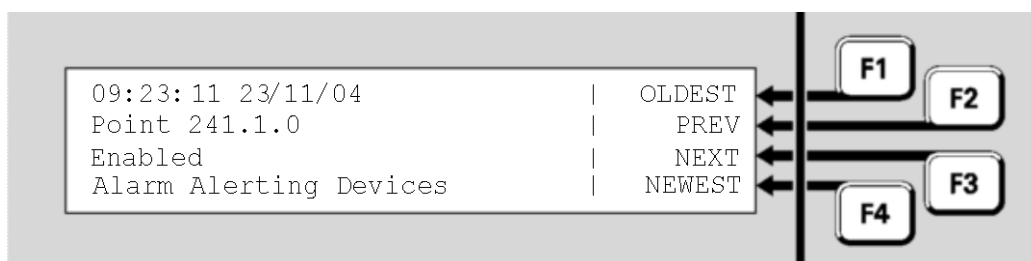 09:23:11 23/11/04 | OLDEST
Point 241.1.0 | PREV
Enabled | NEXT
Alarm Alerting Devices | NEWEST
F1
F2
F3
F4